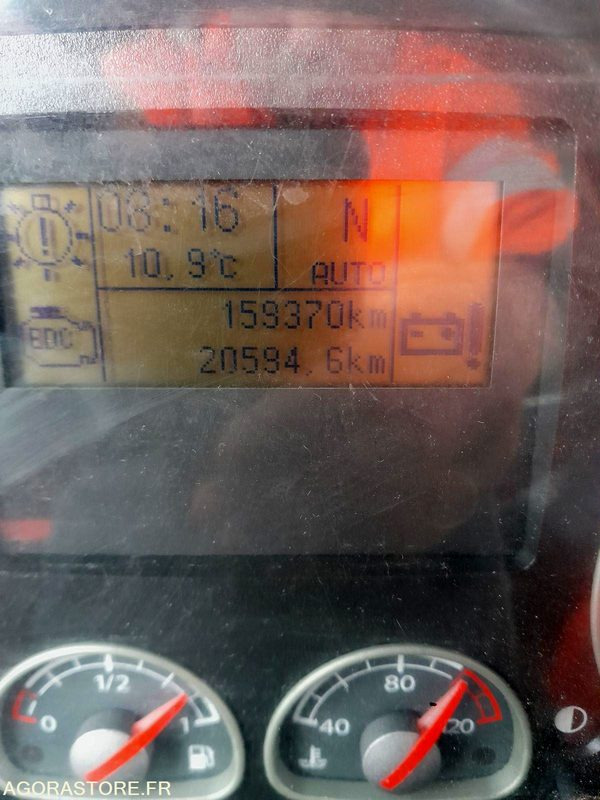 08:16
N
10.9°C
AUTO
EDC
159370km
20594.6km
1/2
0
1
80
40
120
AGORASTORE.FR